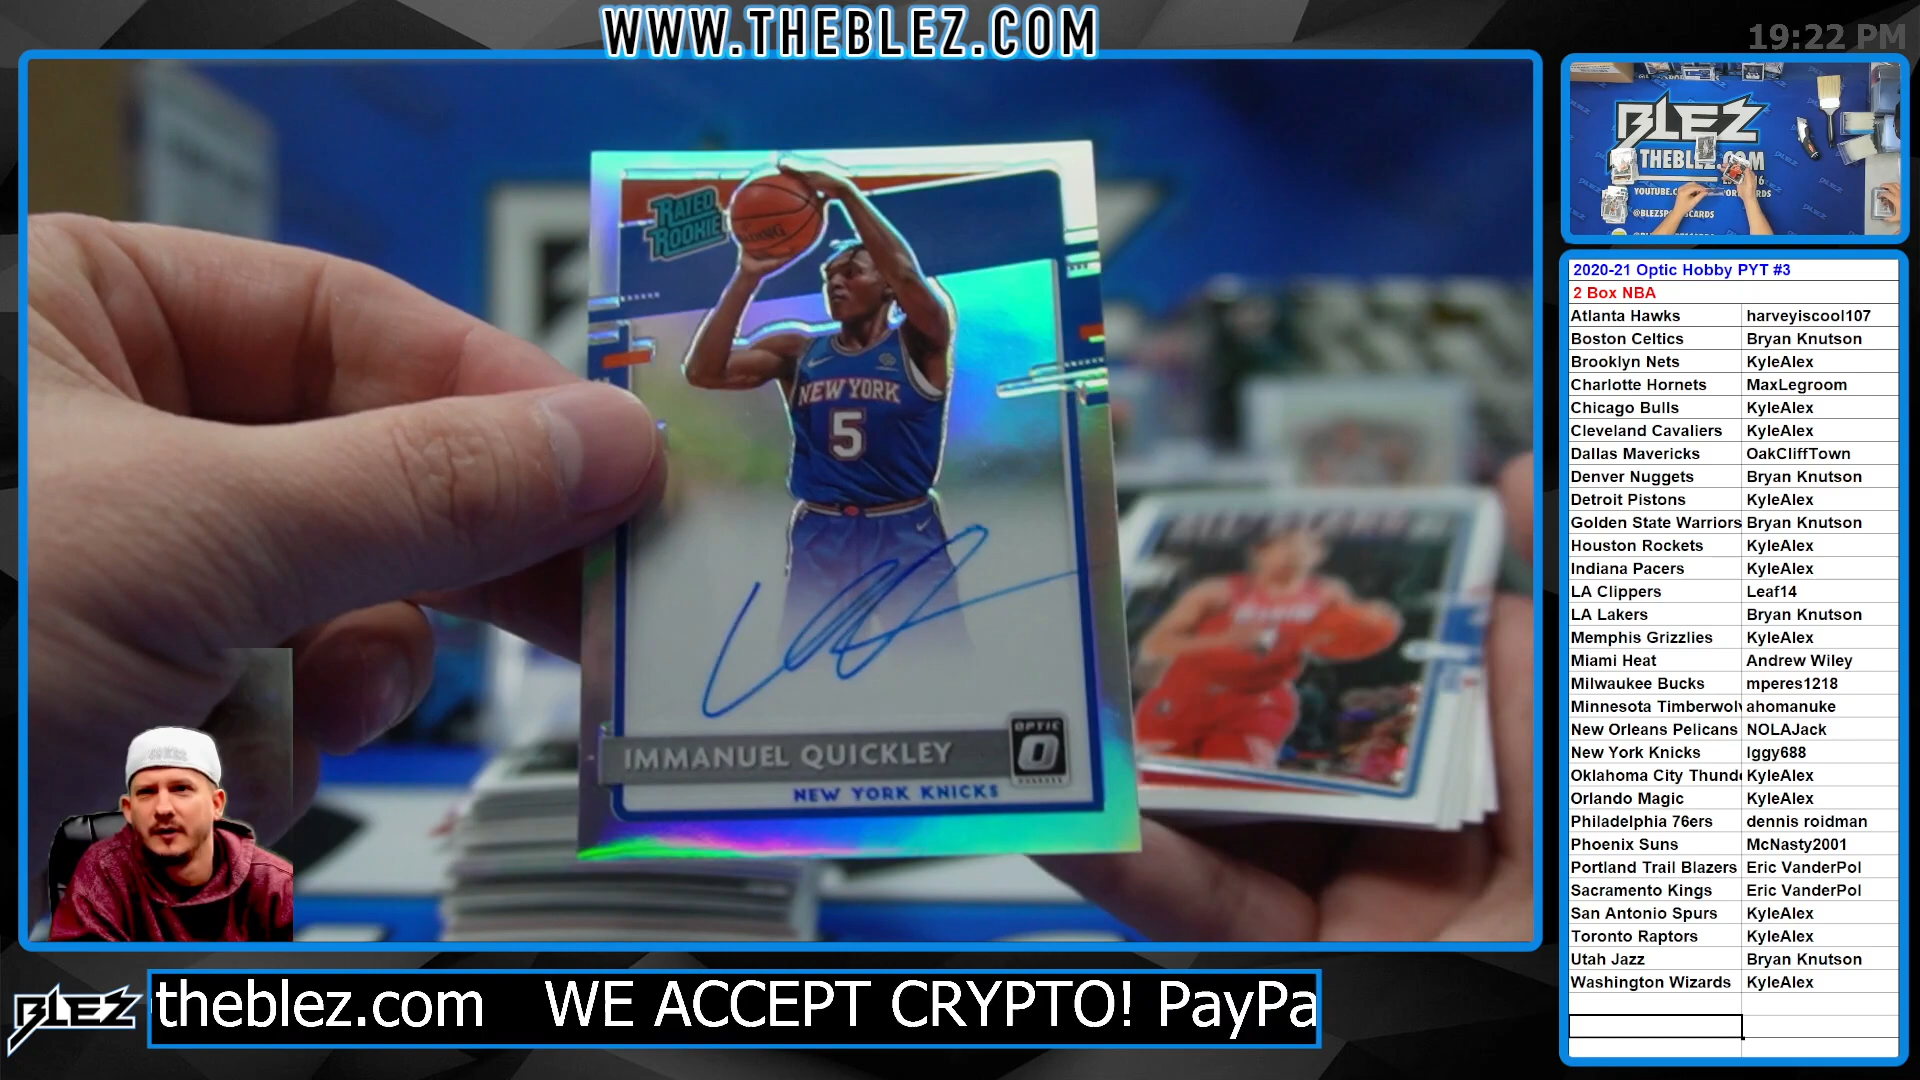 WWW.THEBLEZ.COM
19:22 PM
RATED
ROOKIE
NEW YORK
5
OPTIC
IMMANUEL QUICKLEY
NEW YORK KNICKS
BLEZ
THEBLEZ.COM
2020-21 Optic Hobby PYT #3
2 Box NBA
Atlanta Hawks harveyiscool107
Boston Celtics Bryan Knutson
Brooklyn Nets KyleAlex
Charlotte Hornets MaxLegroom
Chicago Bulls KyleAlex
Cleveland Cavaliers KyleAlex
Dallas Mavericks OakCliffTown
Denver Nuggets Bryan Knutson
Detroit Pistons KyleAlex
Golden State Warriors Bryan Knutson
Houston Rockets KyleAlex
Indiana Pacers KyleAlex
LA Clippers Leaf14
LA Lakers Bryan Knutson
Memphis Grizzlies KyleAlex
Miami Heat Andrew Wiley
Milwaukee Bucks mperes1218
Minnesota Timberwolv ahomanuke
New Orleans Pelicans NOLAJack
New York Knicks Iggy688
Oklahoma City Thunde KyleAlex
Orlando Magic KyleAlex
Philadelphia 76ers dennis roidman
Phoenix Suns McNasty2001
Portland Trail Blazers Eric VanderPol
Sacramento Kings Eric VanderPol
San Antonio Spurs KyleAlex
Toronto Raptors KyleAlex
Utah Jazz Bryan Knutson
Washington Wizards KyleAlex
BLEZ
theblez.com WE ACCEPT CRYPTO! PayPa